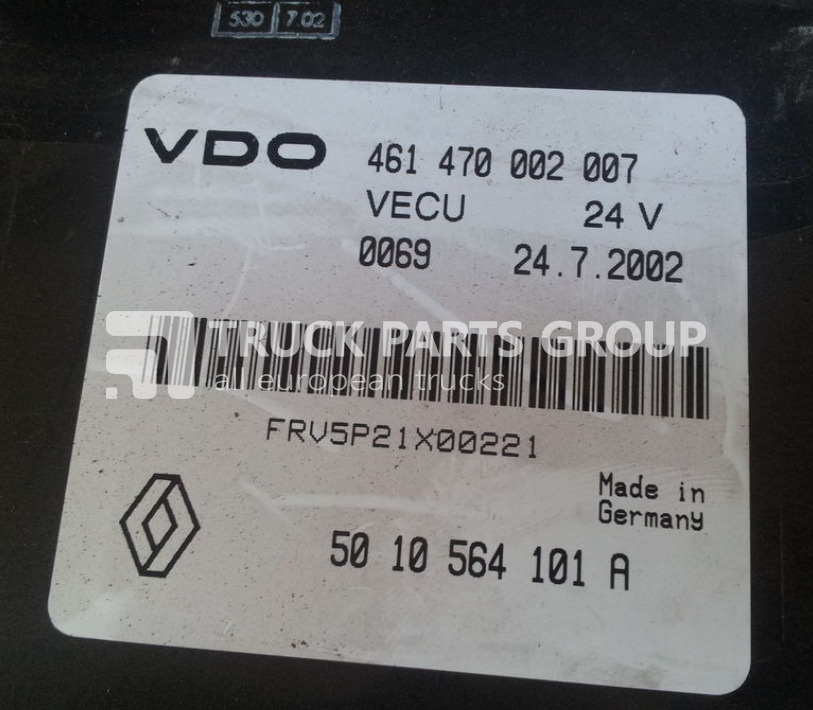 530 7.02
VDO 461 470 002 007
VECU 24 V
0069 24.7.2002
TRUCK PARTS GROUP
all european trucks
FRV5P21X00221
Made in
Germany
50 10 564 101 A